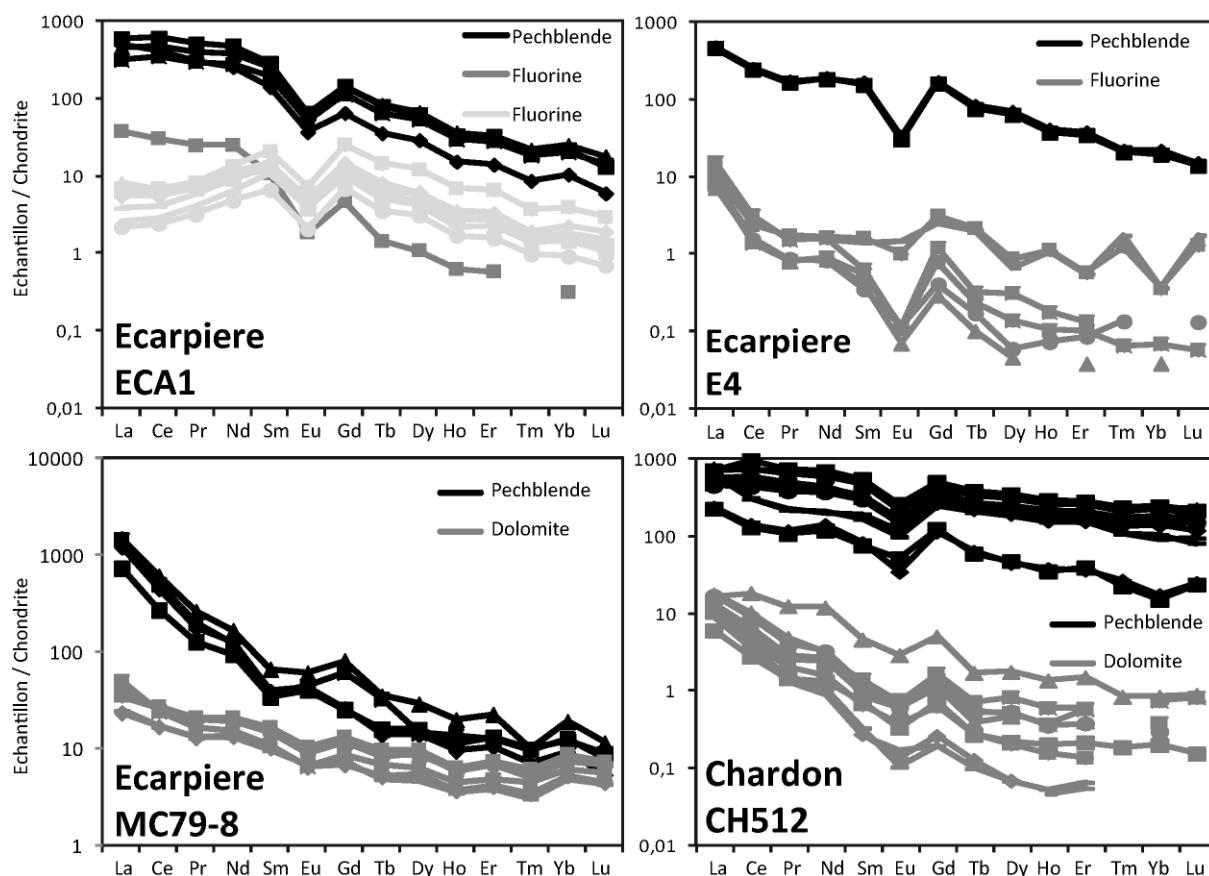 Echantillon / Chondrite
1000
100
10
1
0,1
0,01
Pechblende
Fluorine
Fluorine
Ecarpiere
ECA1
La Ce Pr Nd Sm Eu Gd Tb Dy Ho Er Tm Yb Lu
1000
100
10
1
0,1
0,01
Pechblende
Fluorine
Ecarpiere
E4
La Ce Pr Nd Sm Eu Gd Tb Dy Ho Er Tm Yb Lu
Echantillon / Chondrite
10000
1000
100
10
1
Pechblende
Dolomite
Ecarpiere
MC79-8
La Ce Pr Nd Sm Eu Gd Tb Dy Ho Er Tm Yb Lu
1000
100
10
1
0,1
0,01
Pechblende
Dolomite
Chardon
CH512
La Ce Pr Nd Sm Eu Gd Tb Dy Ho Er Tm Yb Lu